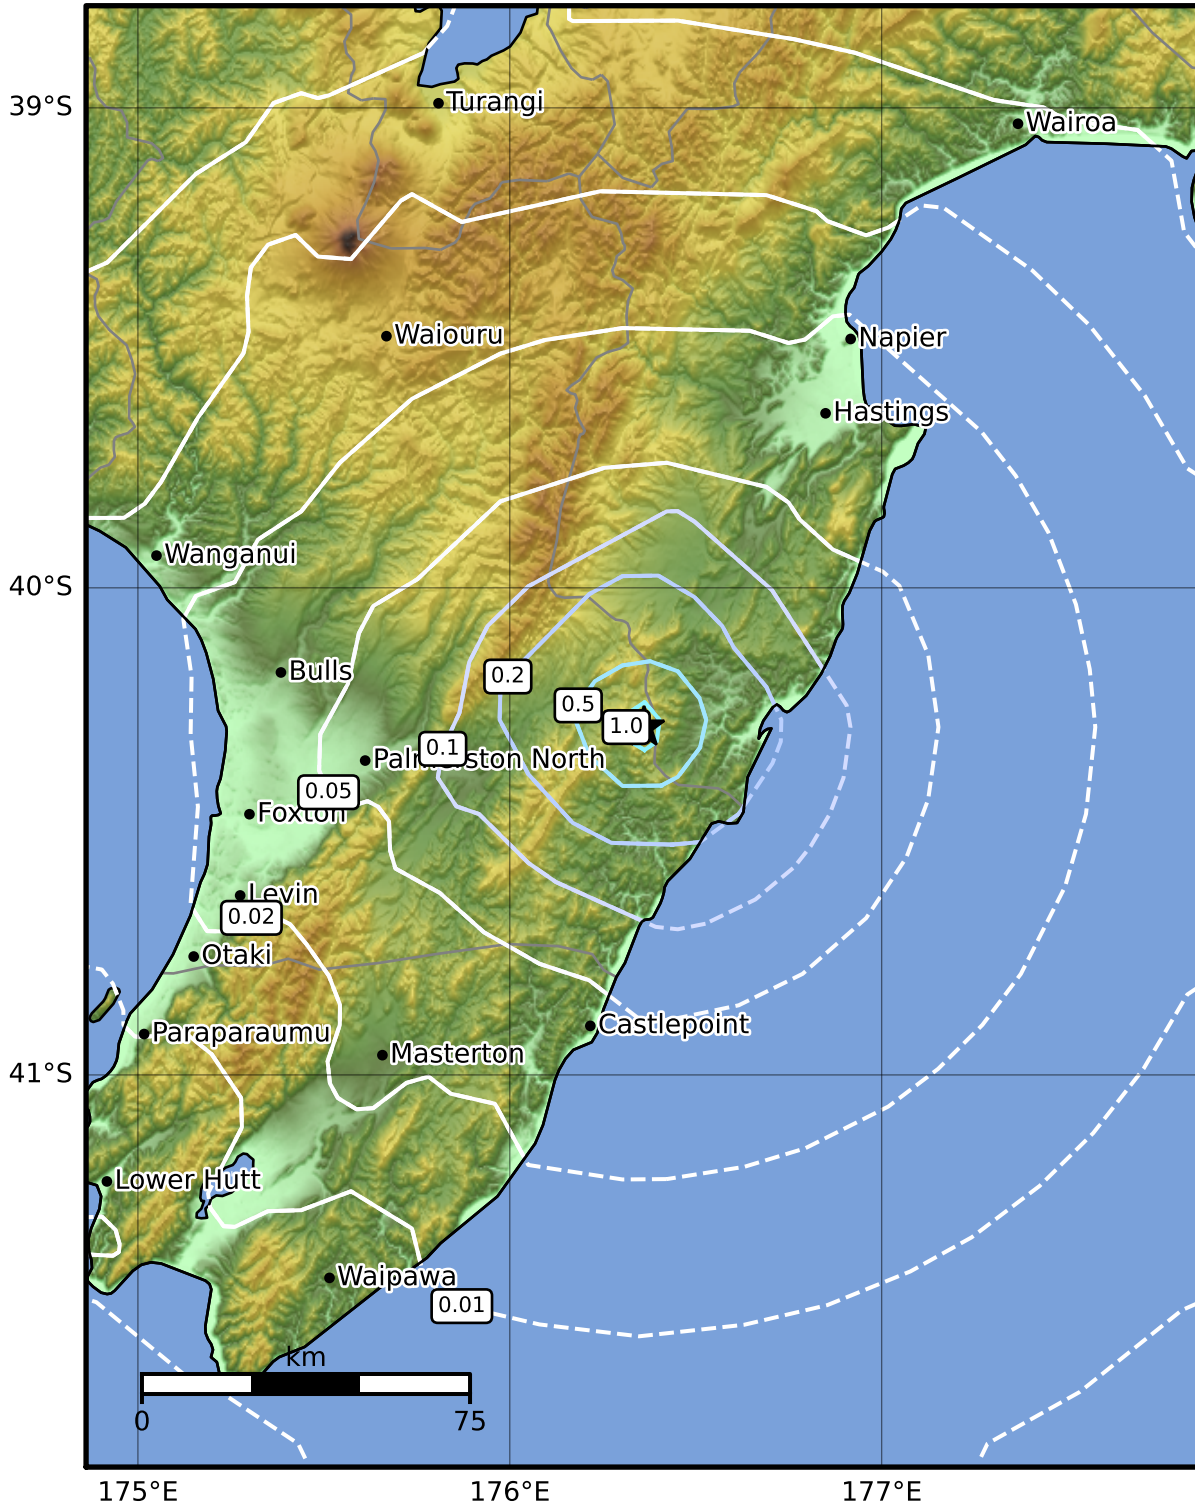 39°S
Turangi
Wairoa
Waiouru
Napier
Hastings
Wanganui
40°S
Bulls
0.2
0.5
1.0
0.1
Palmerston North
0.05
Foxton
Levin
0.02
Otaki
Paraparaumu
Castlepoint
Masterton
41°S
Lower Hutt
Waipawa
0.01
km
0
75
175°E
176°E
177°E